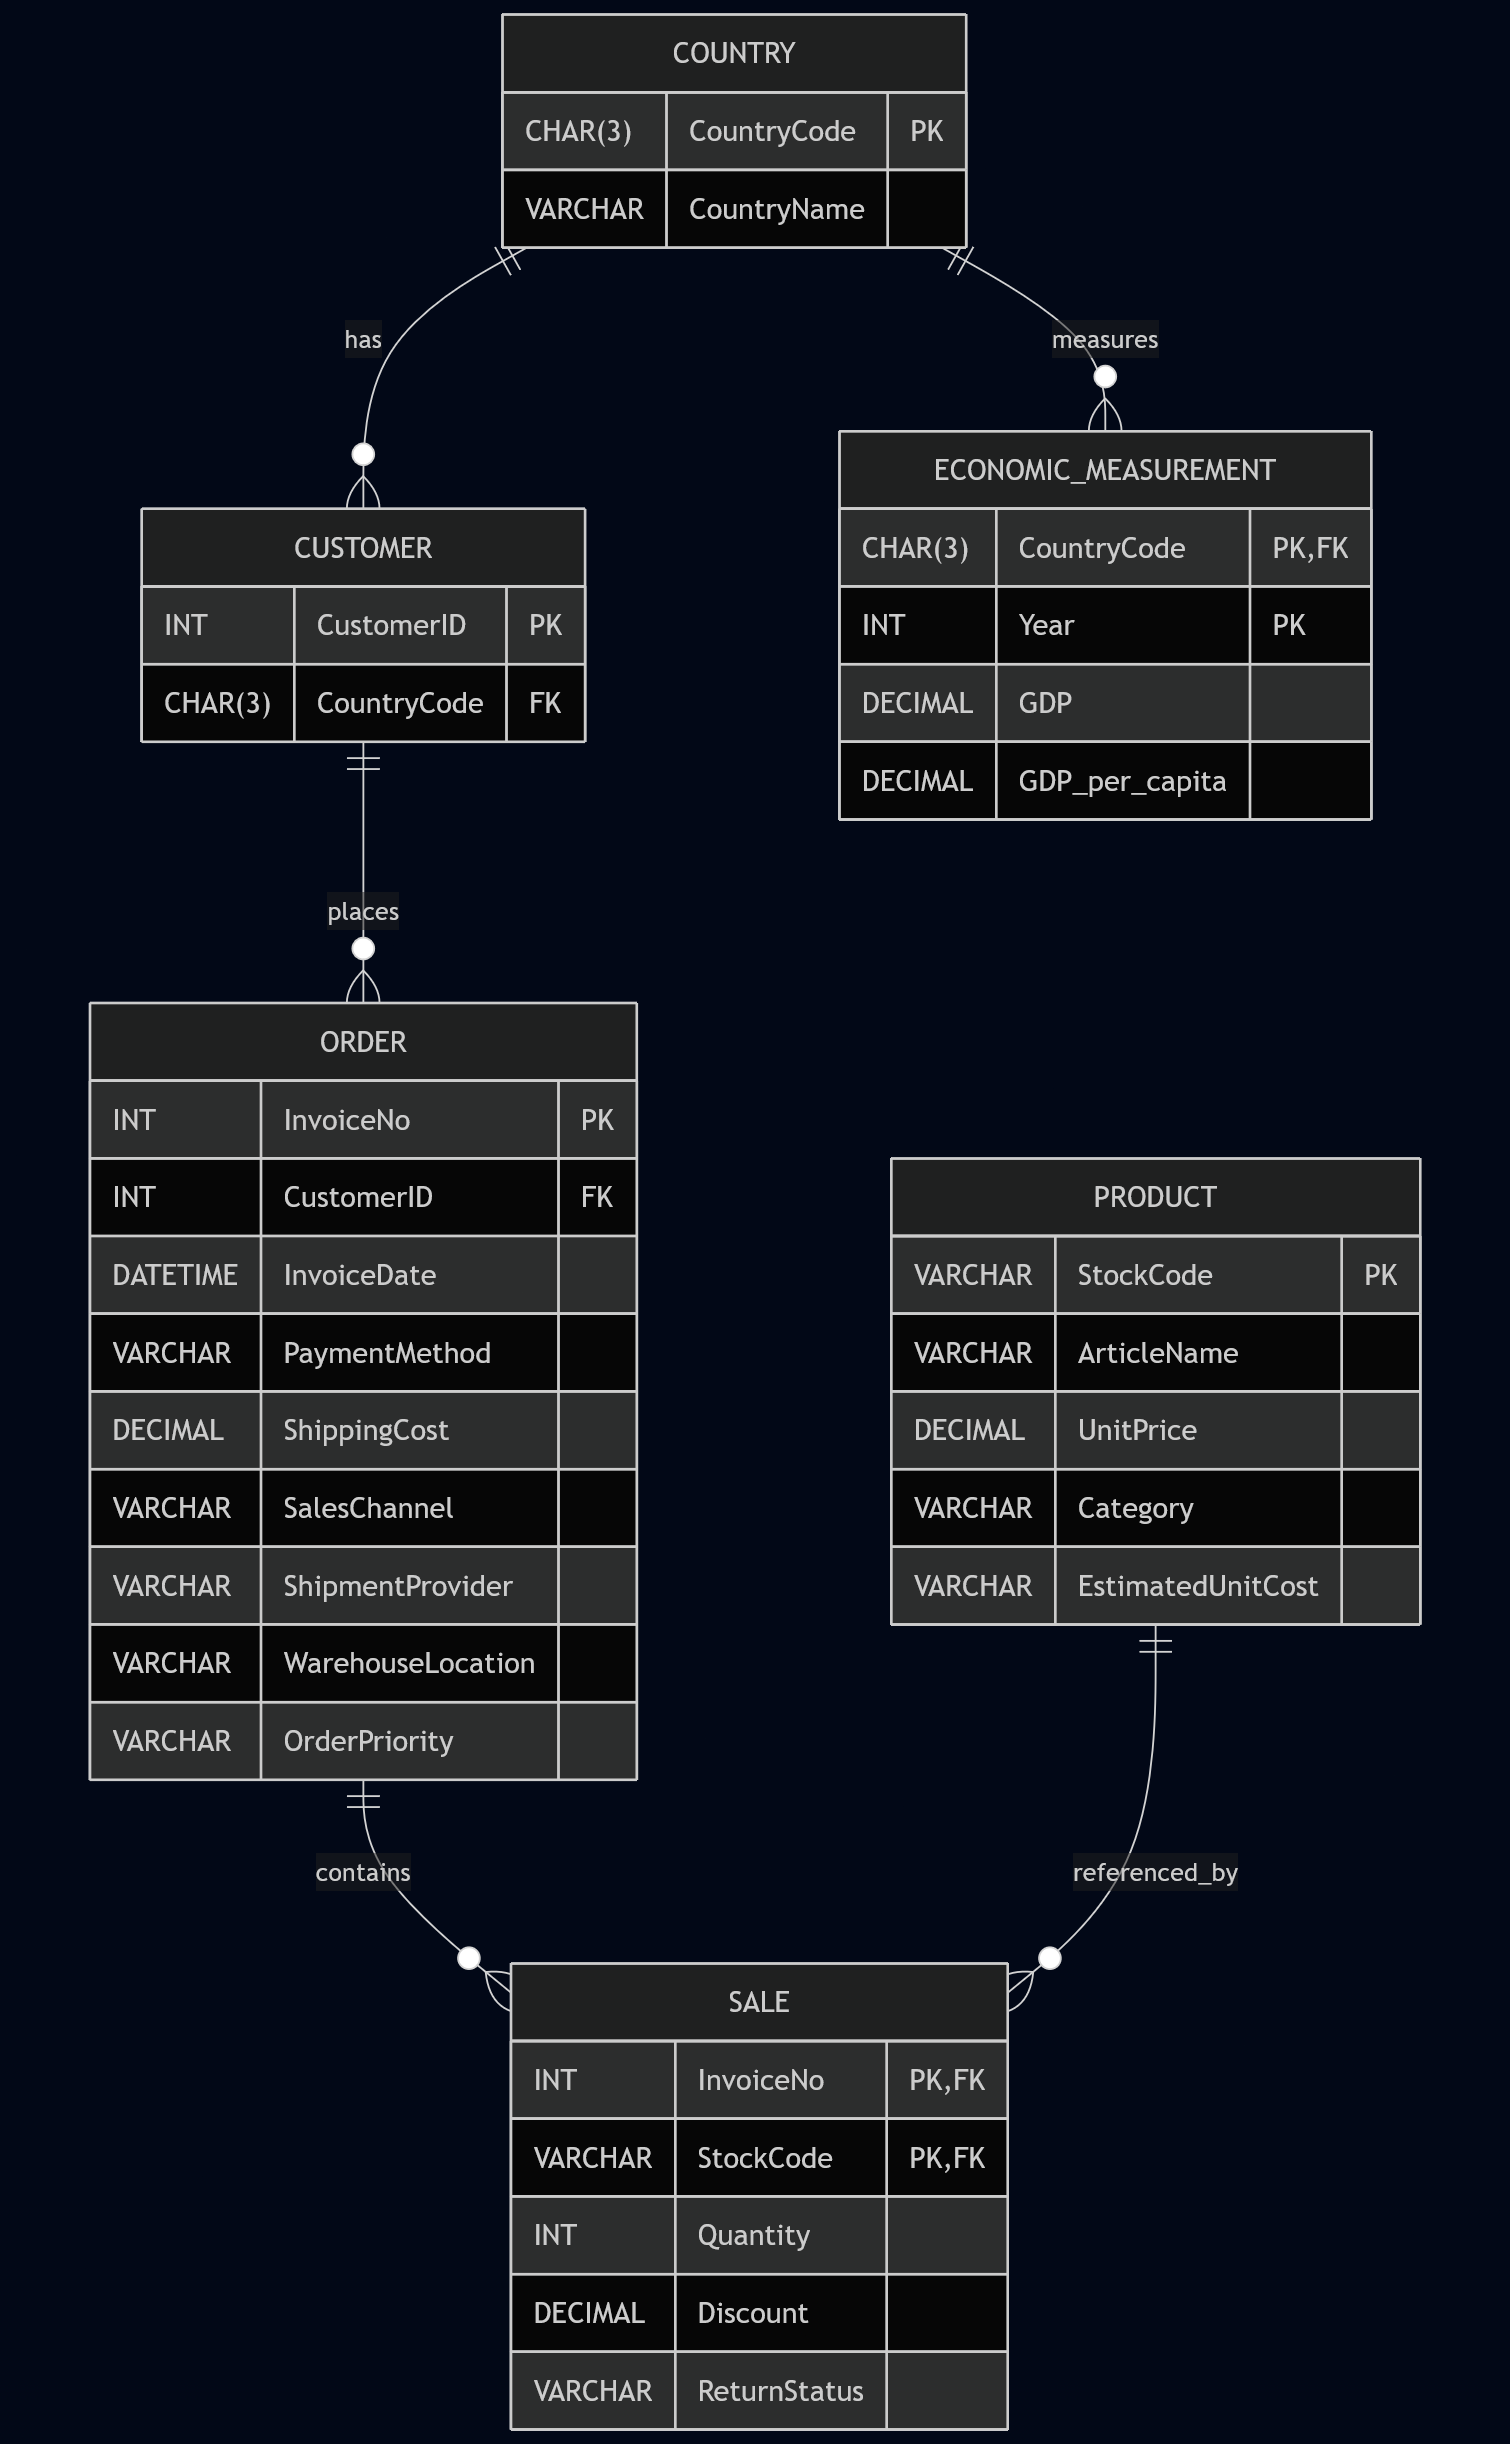 COUNTRY
CHAR(3) CountryCode PK
VARCHAR CountryName
has
measures
CUSTOMER
INT CustomerID PK
CHAR(3) CountryCode FK
ECONOMIC_MEASUREMENT
CHAR(3) CountryCode PK,FK
INT Year PK
DECIMAL GDP
DECIMAL GDP_per_capita
places
ORDER
INT InvoiceNo PK
INT CustomerID FK
DATETIME InvoiceDate
VARCHAR PaymentMethod
DECIMAL ShippingCost
VARCHAR SalesChannel
VARCHAR ShipmentProvider
VARCHAR WarehouseLocation
VARCHAR OrderPriority
PRODUCT
VARCHAR StockCode PK
VARCHAR ArticleName
DECIMAL UnitPrice
VARCHAR Category
VARCHAR EstimatedUnitCost
contains
referenced_by
SALE
INT InvoiceNo PK,FK
VARCHAR StockCode PK,FK
INT Quantity
DECIMAL Discount
VARCHAR ReturnStatus